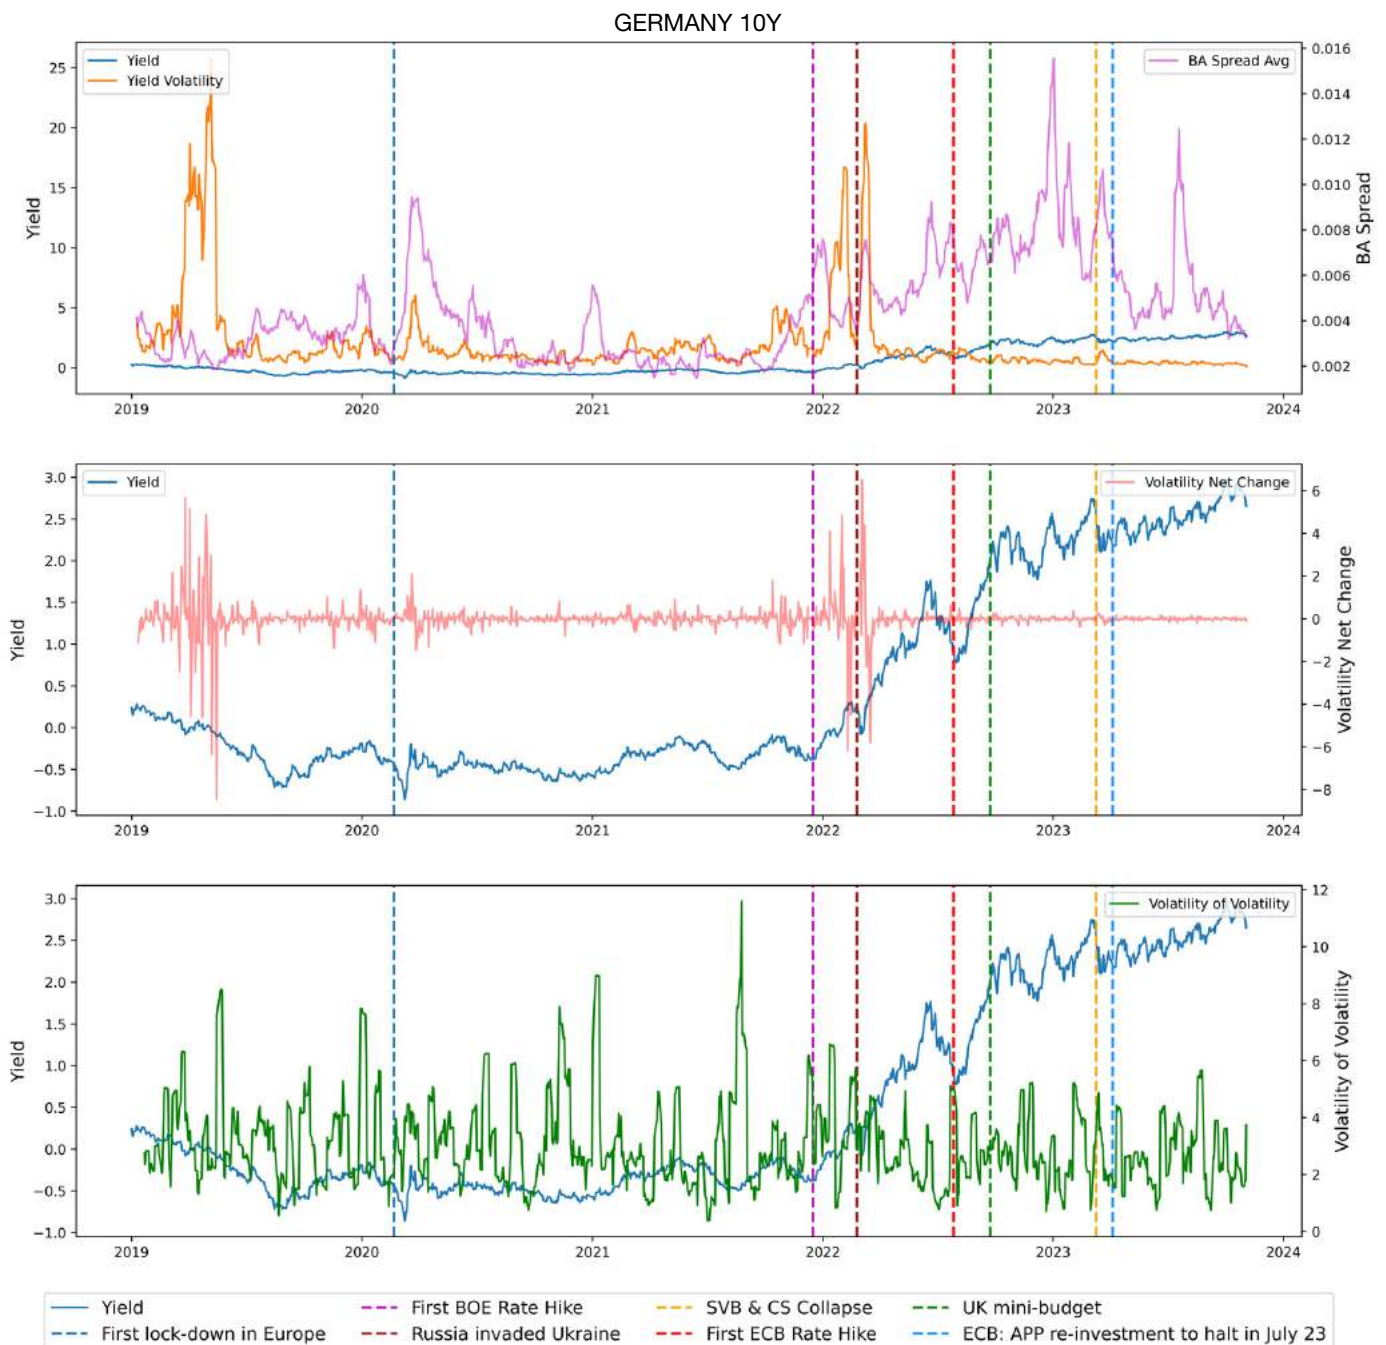 GERMANY 10Y
Yield
Yield Volatility
BA Spread Avg
25
20
15
10
5
0
Yield
0.016
0.014
0.012
0.010
0.008
0.006
0.004
0.002
BA Spread
2019 2020 2021 2022 2023 2024
Yield
Volatility Net Change
3.0
2.5
2.0
1.5
1.0
0.5
0.0
−0.5
−1.0
Yield
6
4
2
0
−2
−4
−6
−8
Volatility Net Change
2019 2020 2021 2022 2023 2024
Volatility of Volatility
3.0
2.5
2.0
1.5
1.0
0.5
0.0
−0.5
−1.0
Yield
12
10
8
6
4
2
0
Volatility of Volatility
2019 2020 2021 2022 2023 2024
Yield First BOE Rate Hike SVB & CS Collapse UK mini-budget
First lock-down in Europe Russia invaded Ukraine First ECB Rate Hike ECB: APP re-investment to halt in July 23